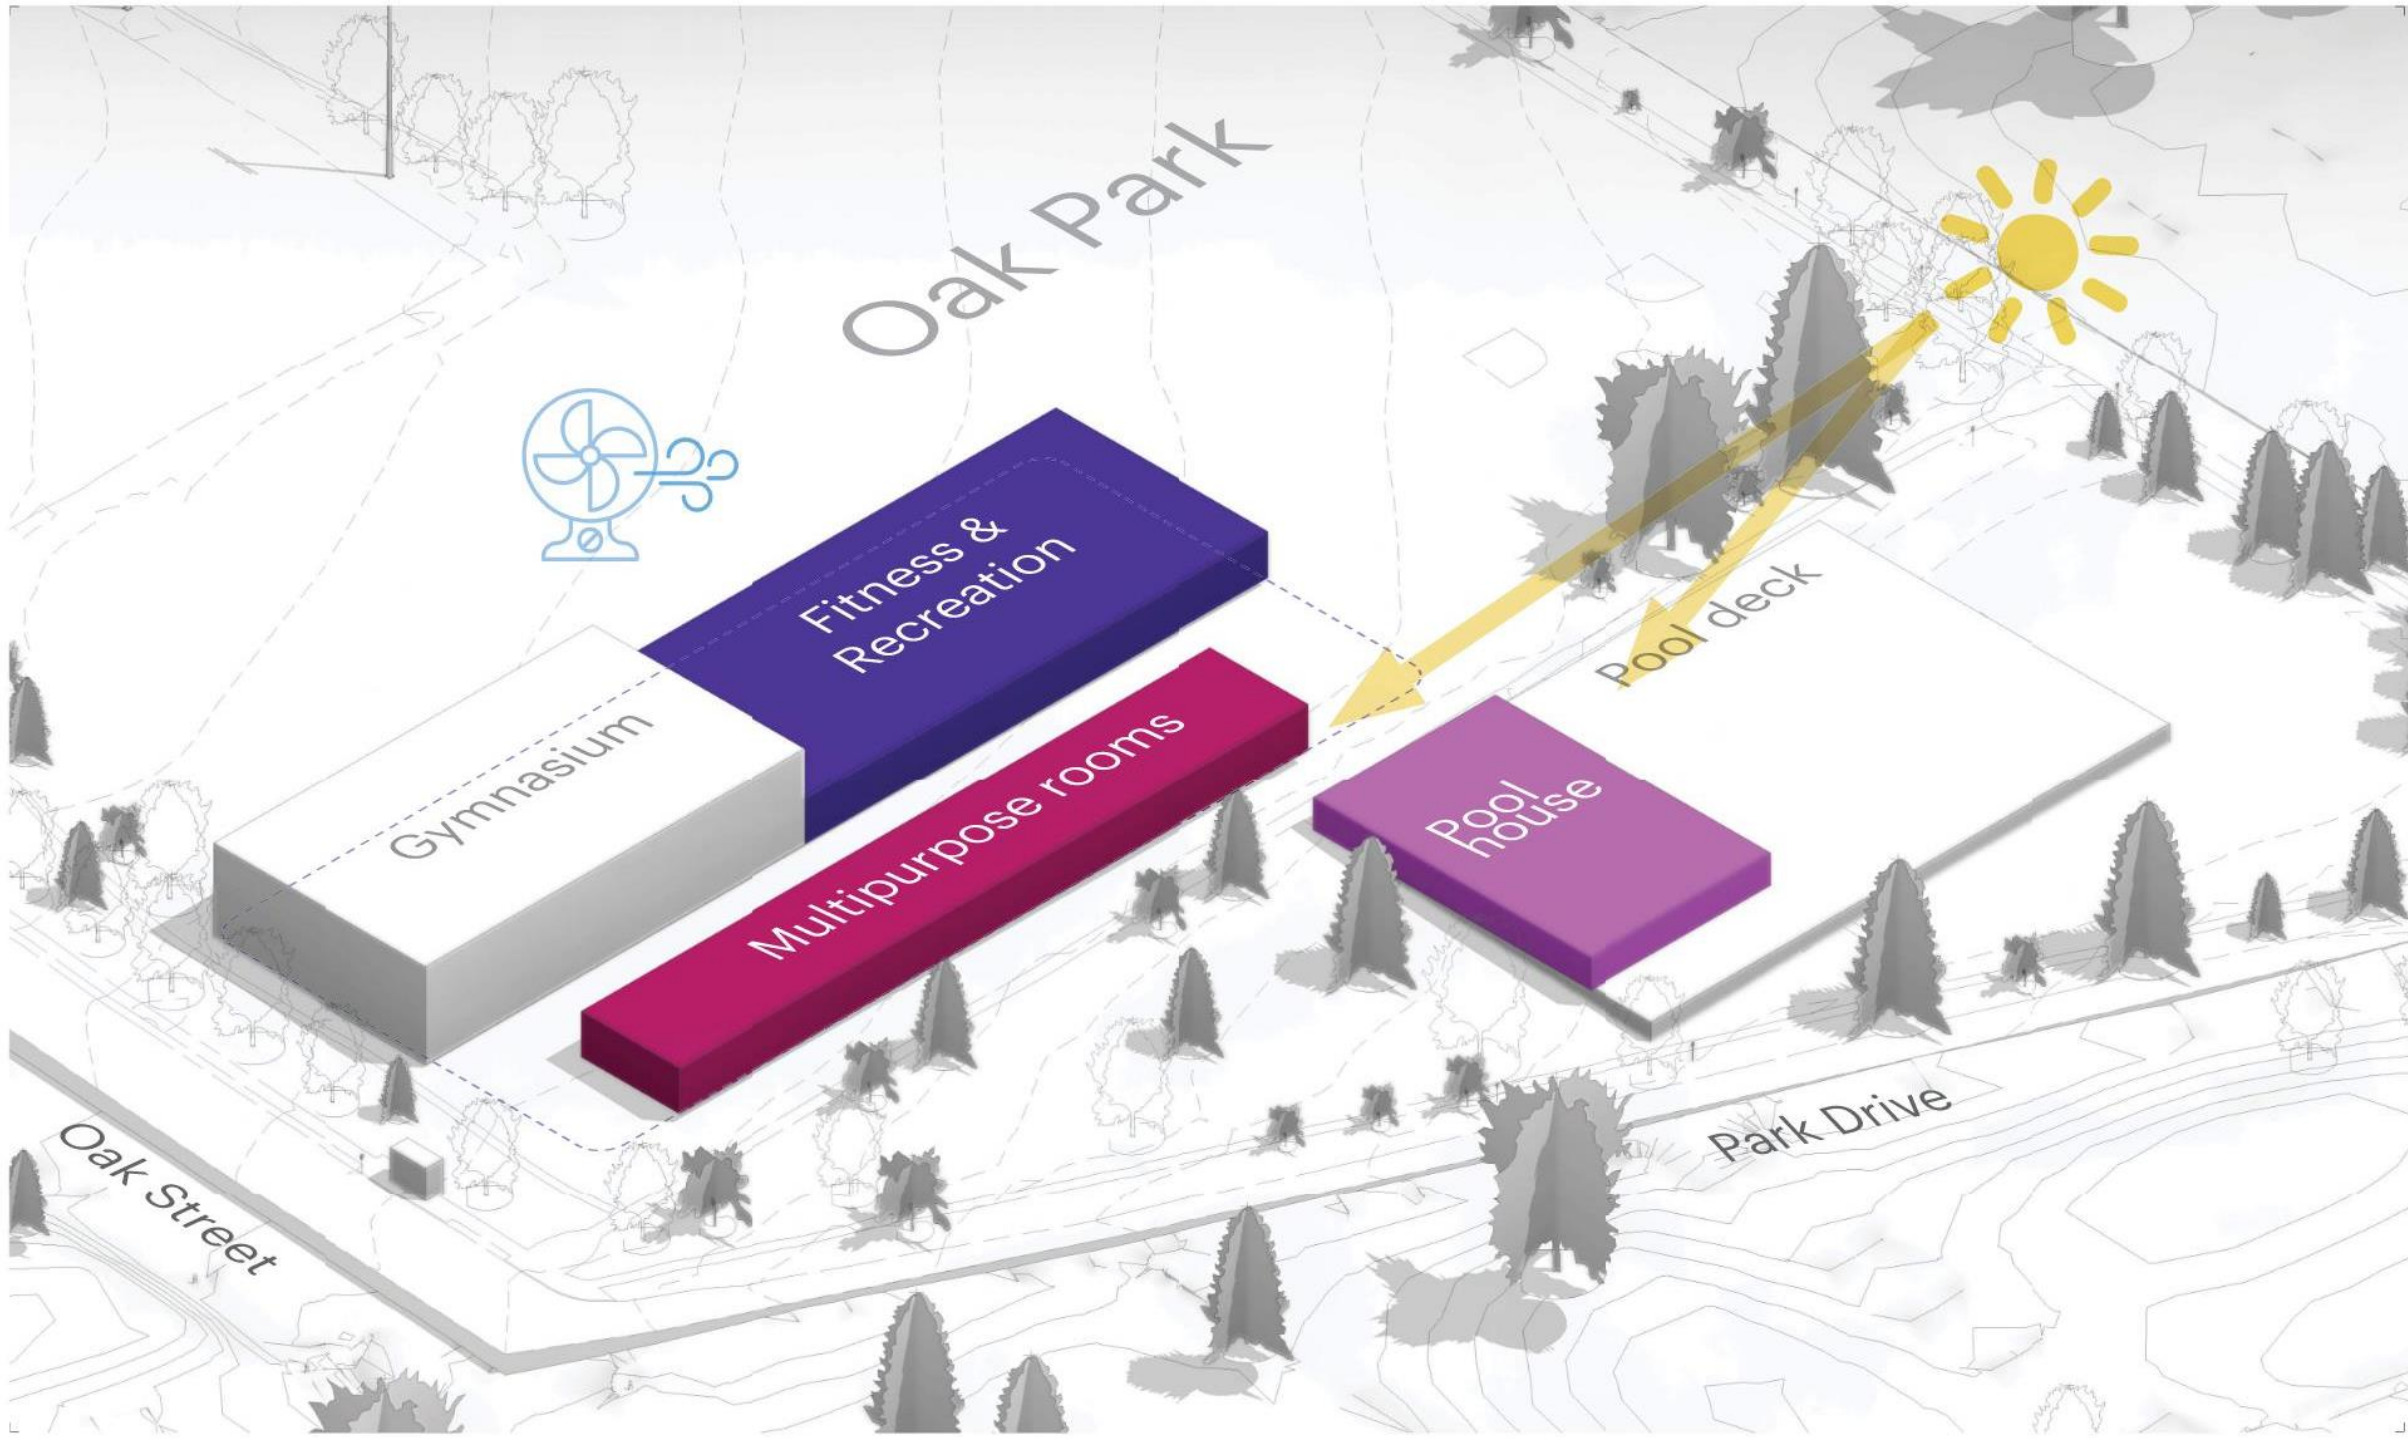 Oak Park
Fitness &
Recreation
Gymnasium
Multipurpose rooms
Pool deck
Pool
house
Oak Street
Park Drive